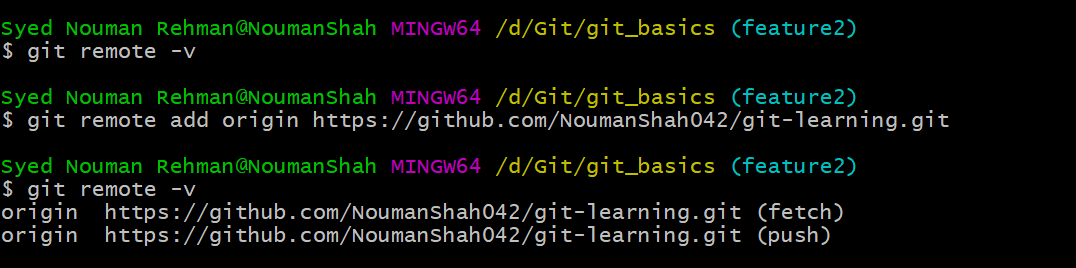 Syed Nouman Rehman@NoumanShah MINGW64 /d/Git/git_basics (feature2)
$ git remote -v
Syed Nouman Rehman@NoumanShah MINGW64 /d/Git/git_basics (feature2)
$ git remote add origin https://github.com/NoumanShah042/git-learning.git
Syed Nouman Rehman@NoumanShah MINGW64 /d/Git/git_basics (feature2)
$ git remote -v
origin  https://github.com/NoumanShah042/git-learning.git (fetch)
origin  https://github.com/NoumanShah042/git-learning.git (push)